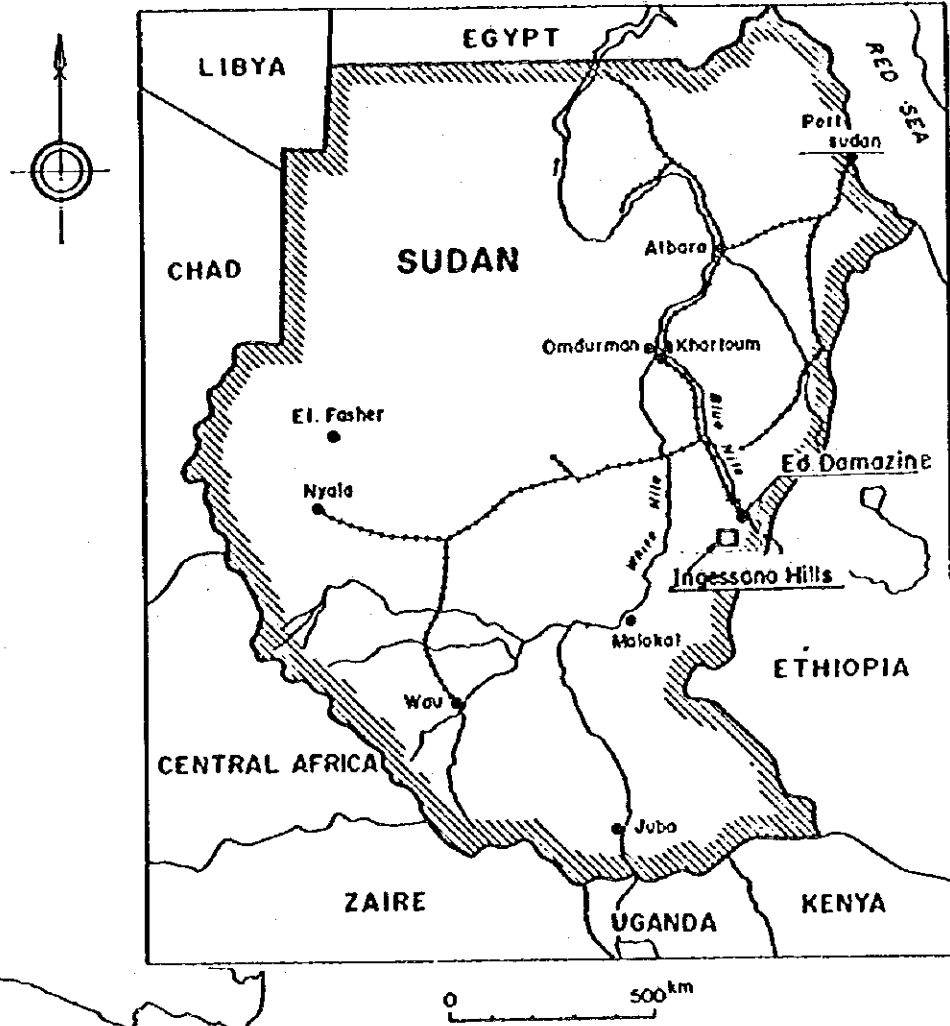 EGYPT
LIBYA
RED SEA
Port
sudan
CHAD
SUDAN
Atbara
Omdurman
Khartoum
El. Fasher
Blue Nile
Ed Damazine
Nyala
White Nile
Ingessana Hills
Malakal
ETHIOPIA
Wau
CENTRAL AFRICA
Juba
ZAIRE
UGANDA
KENYA
0 500km